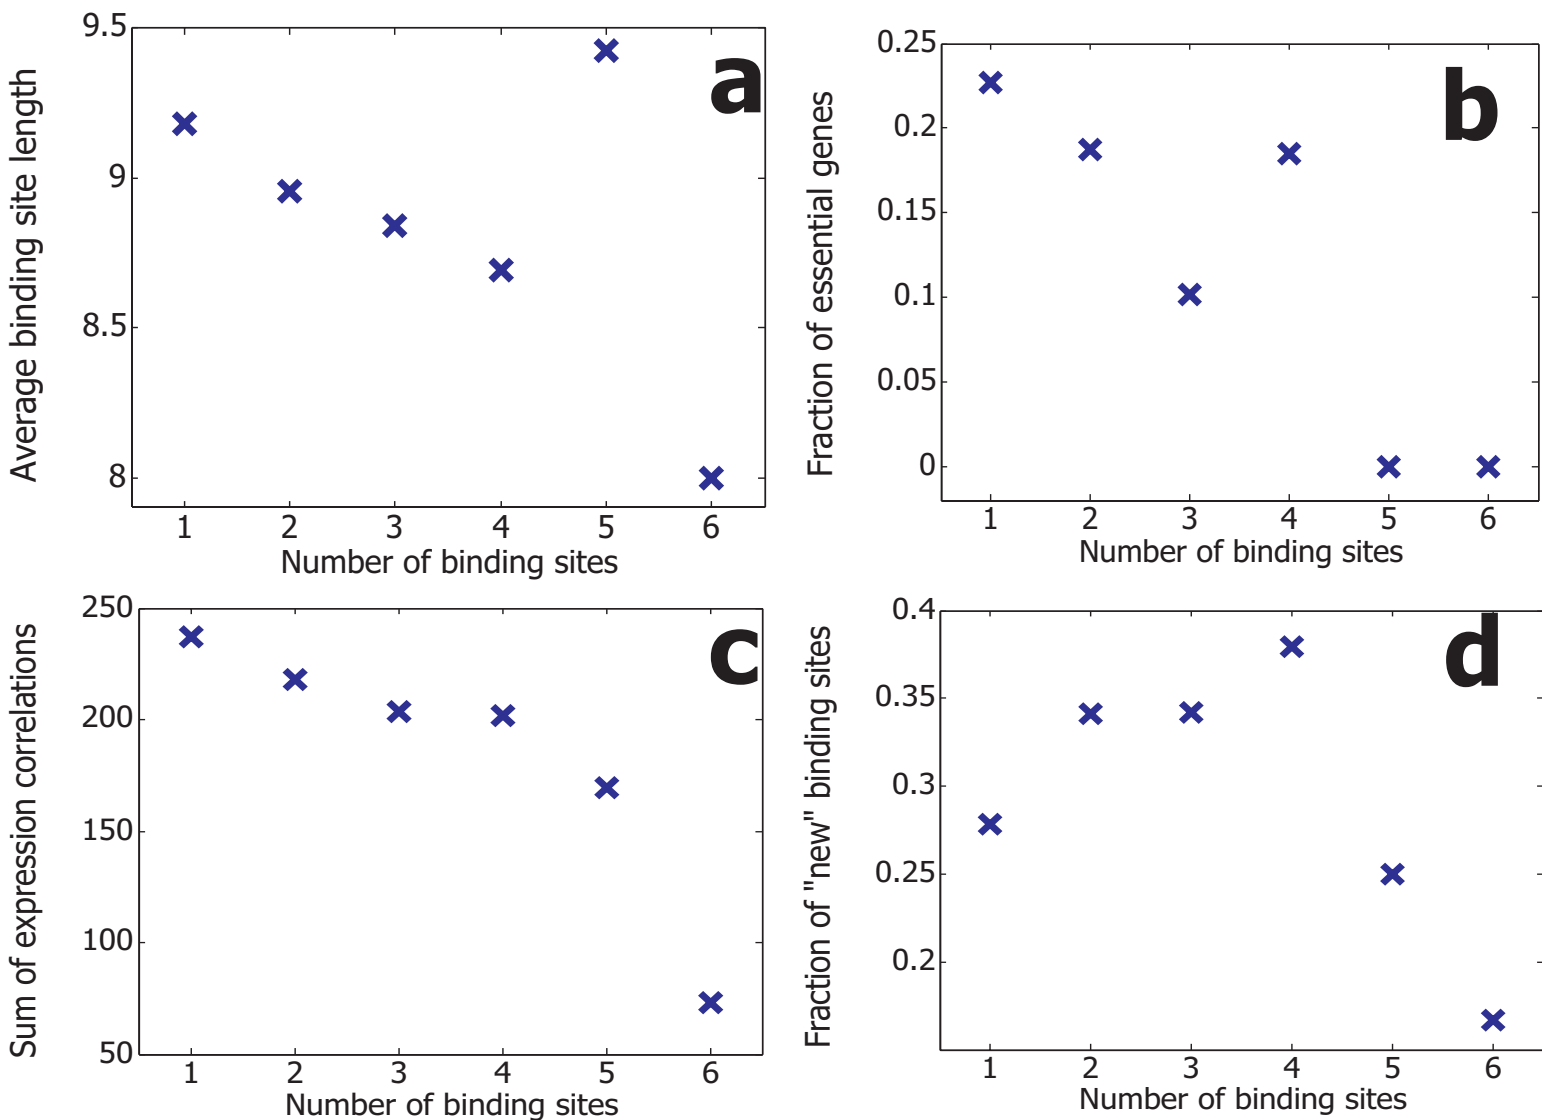 a
Average binding site length
9.5
9
8.5
8
1 2 3 4 5 6
Number of binding sites
b
Fraction of essential genes
0.25
0.2
0.15
0.1
0.05
0
1 2 3 4 5 6
Number of binding sites
c
Sum of expression correlations
250
200
150
100
50
1 2 3 4 5 6
Number of binding sites
d
Fraction of "new" binding sites
0.4
0.35
0.3
0.25
0.2
1 2 3 4 5 6
Number of binding sites